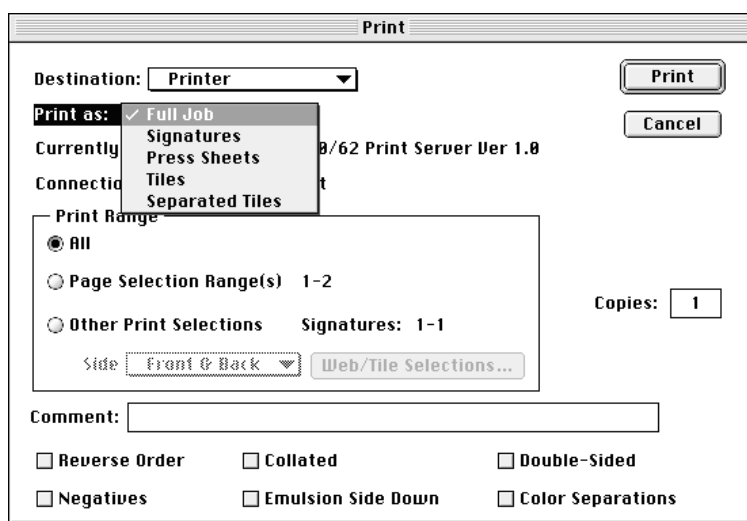 Print
Destination: Printer
Print
Print as: ✓ Full Job
Cancel
Signatures
Currently 0/62 Print Server Ver 1.0
Press Sheets
Tiles
Separated Tiles
Print Range
All
Page Selection Range(s) 1-2
Copies: 1
Other Print Selections Signatures: 1-1
Side Front & Back Web/Tile Selections...
Comment:
Reverse Order Collated Double-Sided
Negatives Emulsion Side Down Color Separations